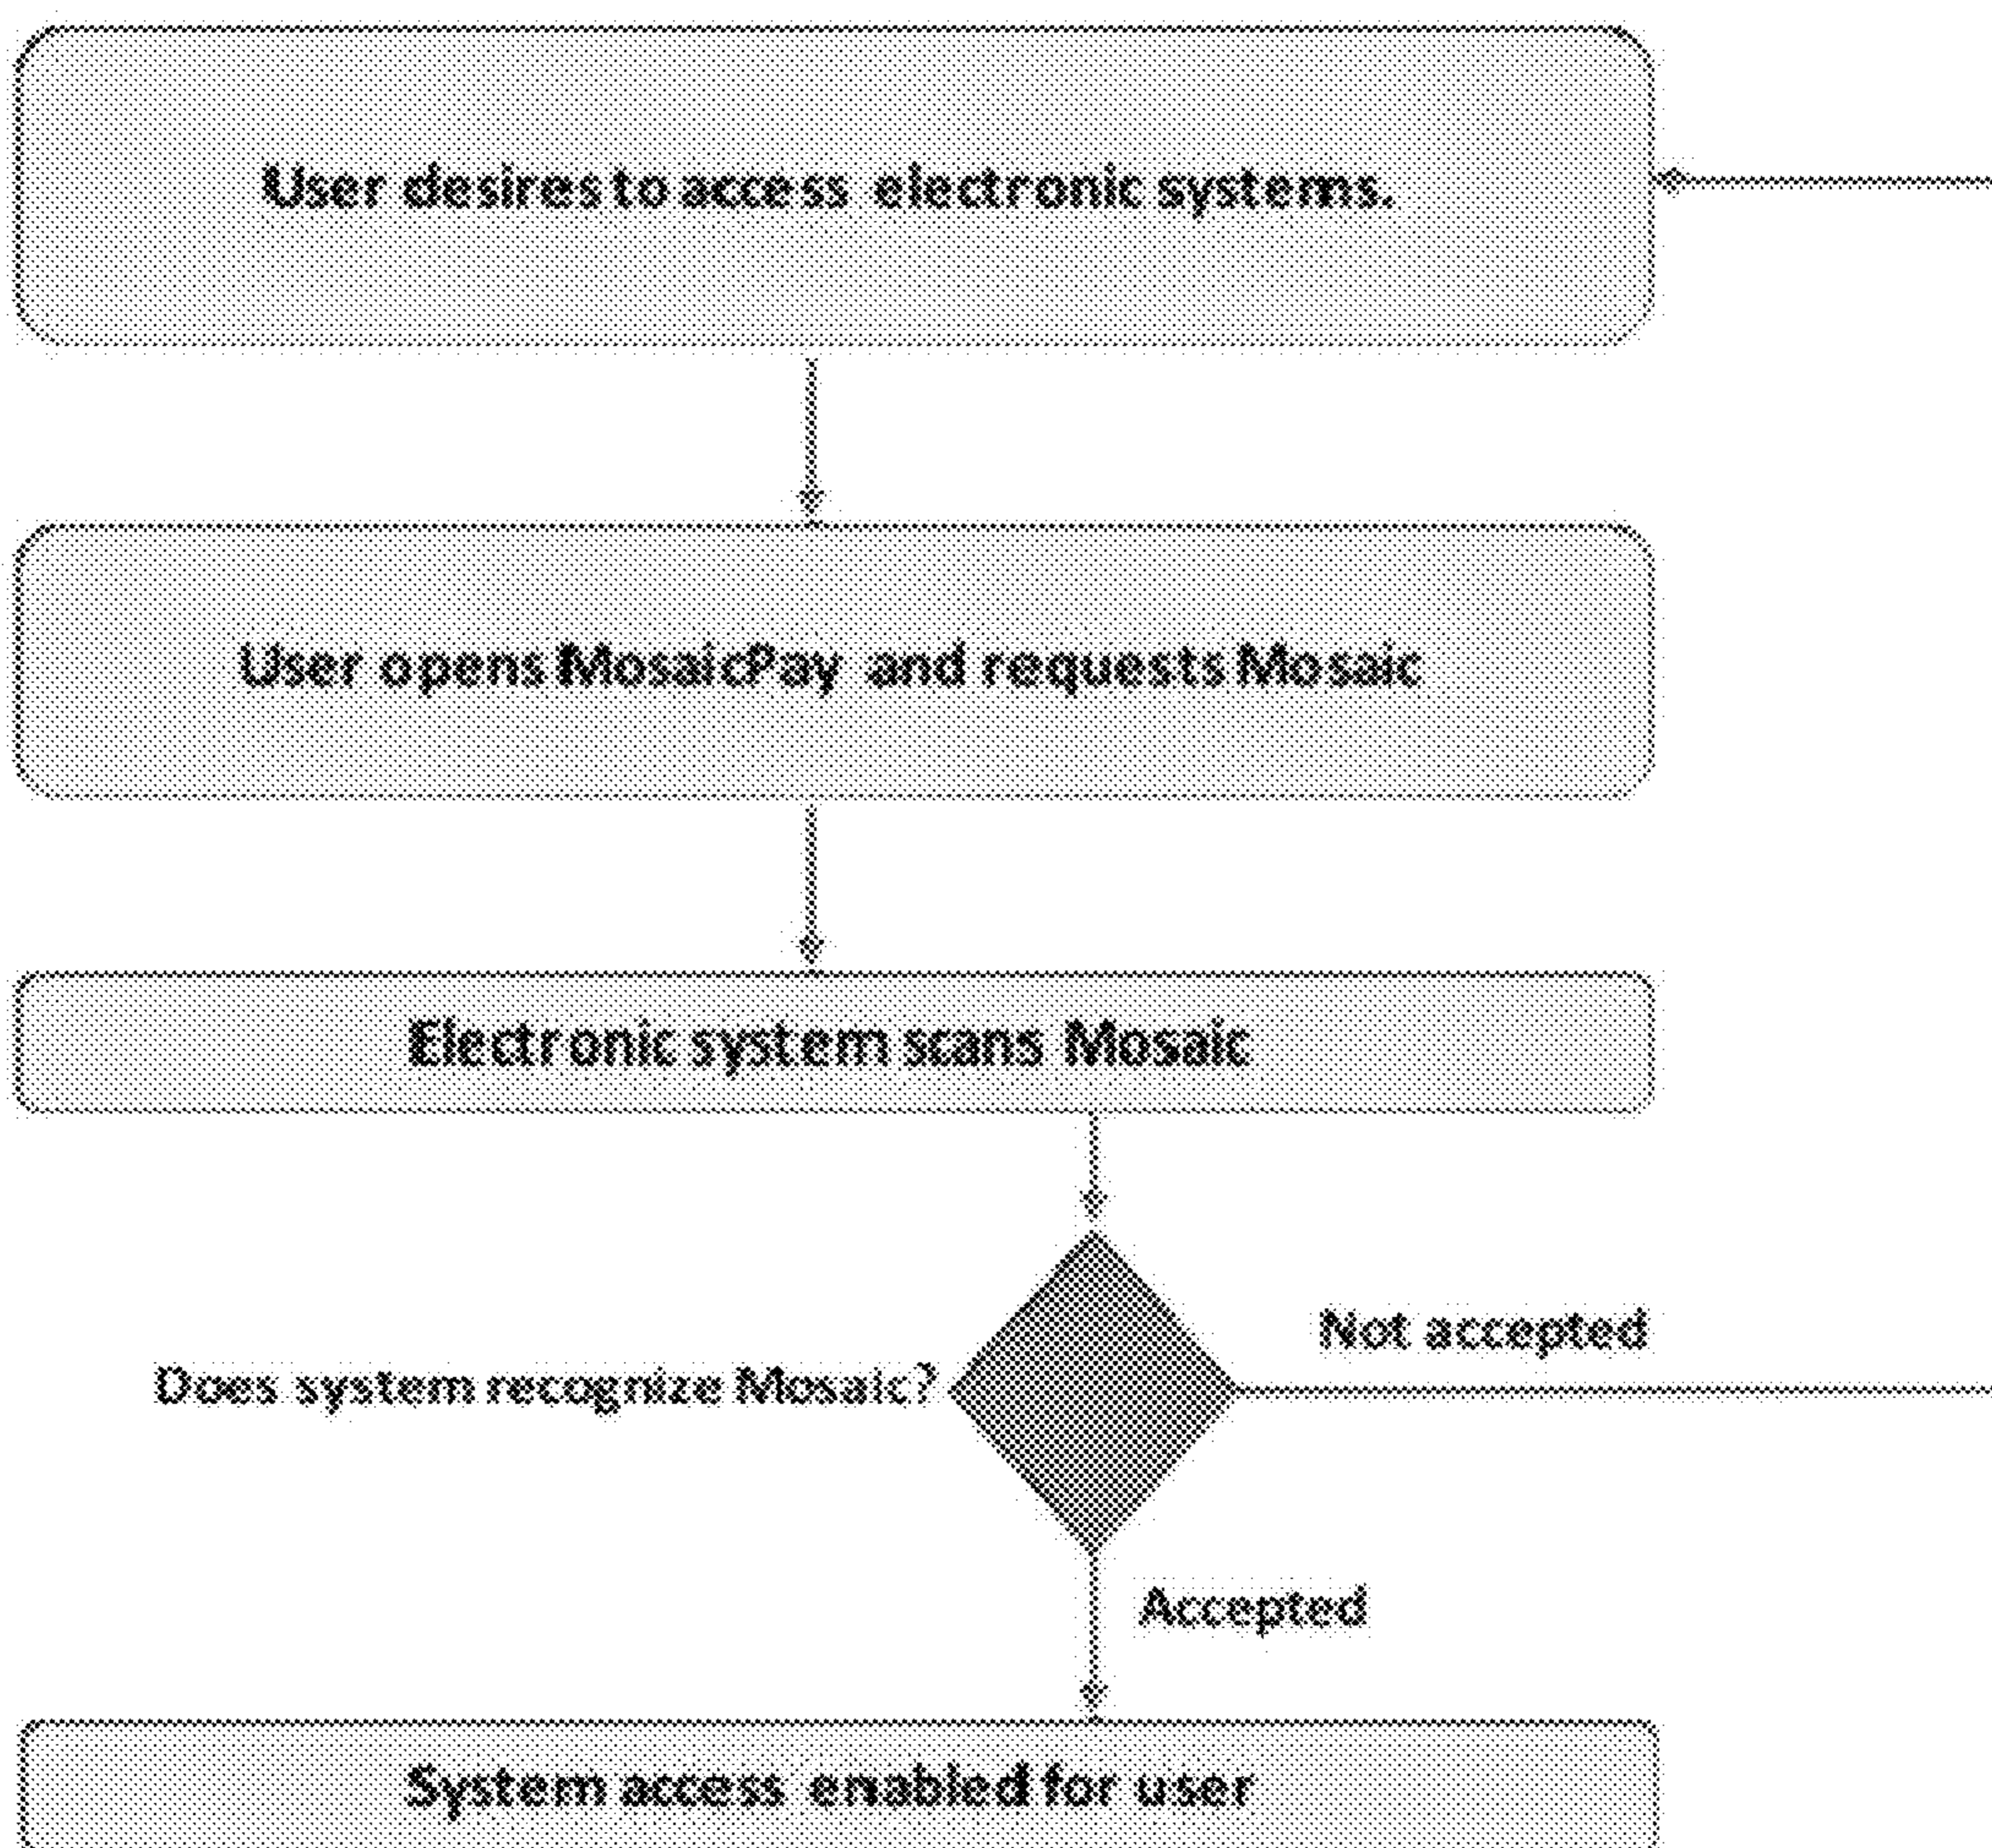 User desires to access electronic systems.
User opens MosaicPay and requests Mosaic
Electronic system scans Mosaic
Not accepted
Does system recognize Mosaic?
Accepted
System access enabled for user